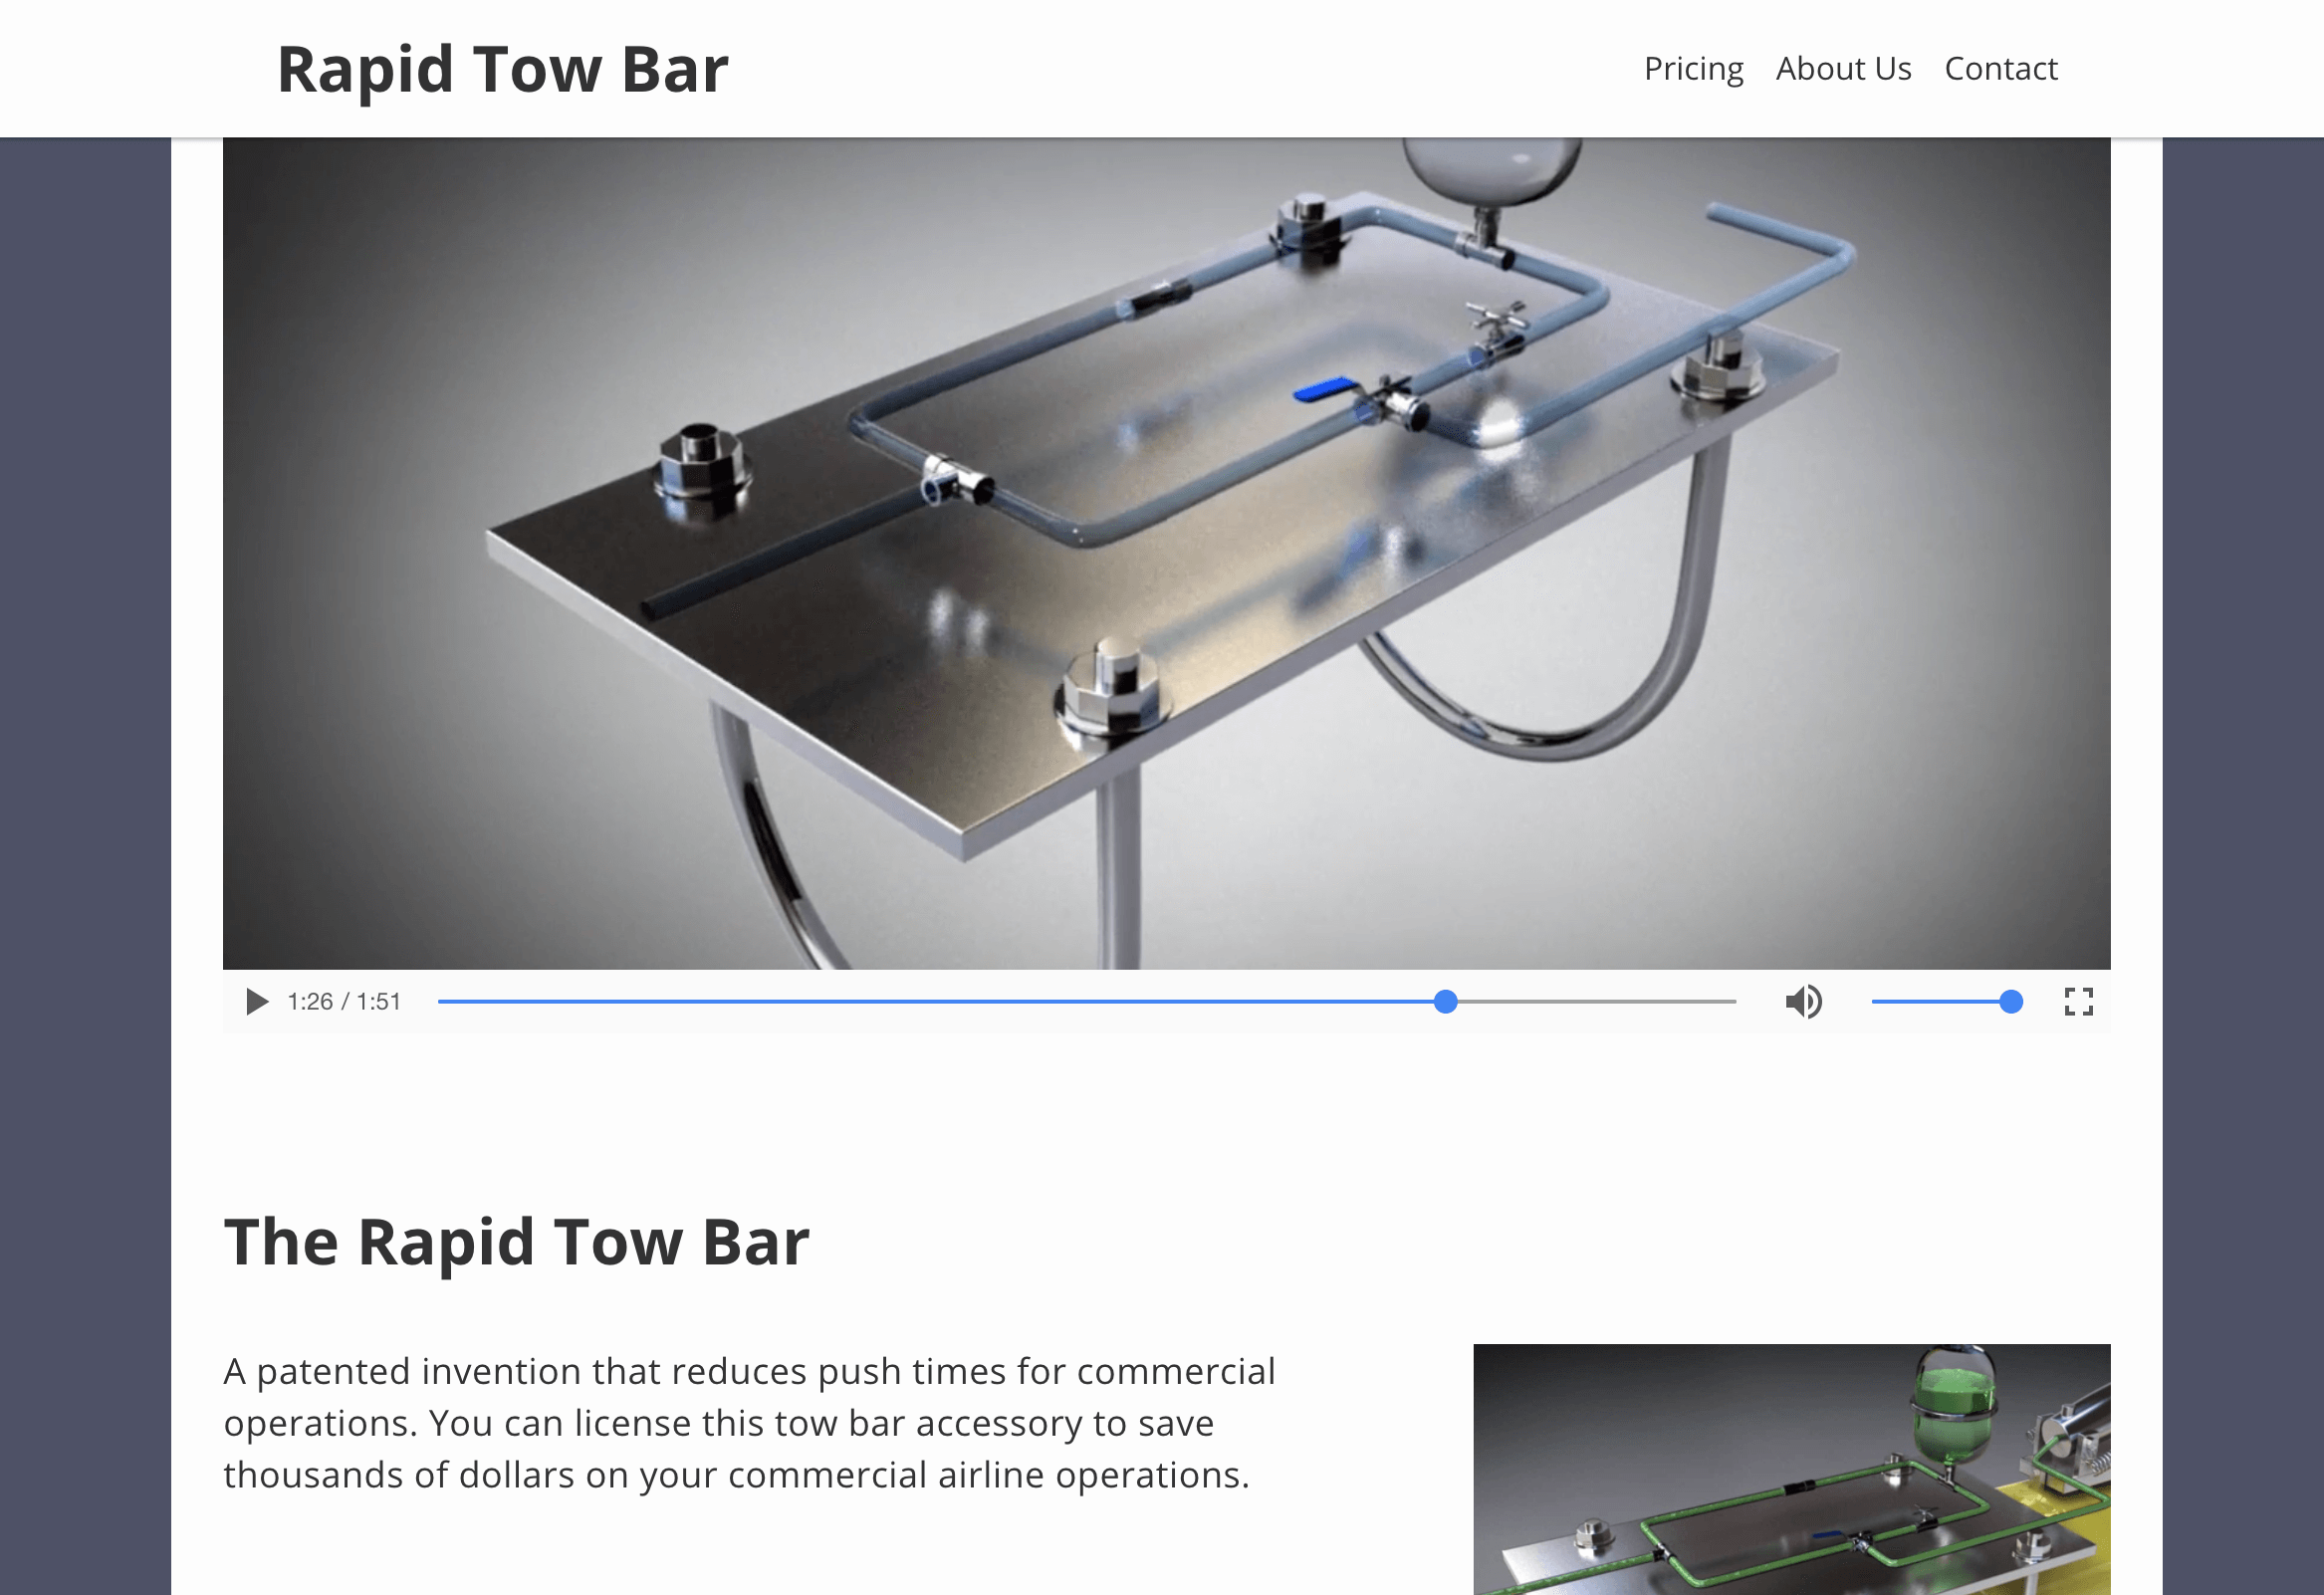 Rapid Tow Bar
Pricing About Us Contact
1:26 / 1:51
The Rapid Tow Bar
A patented invention that reduces push times for commercial
operations. You can license this tow bar accessory to save
thousands of dollars on your commercial airline operations.